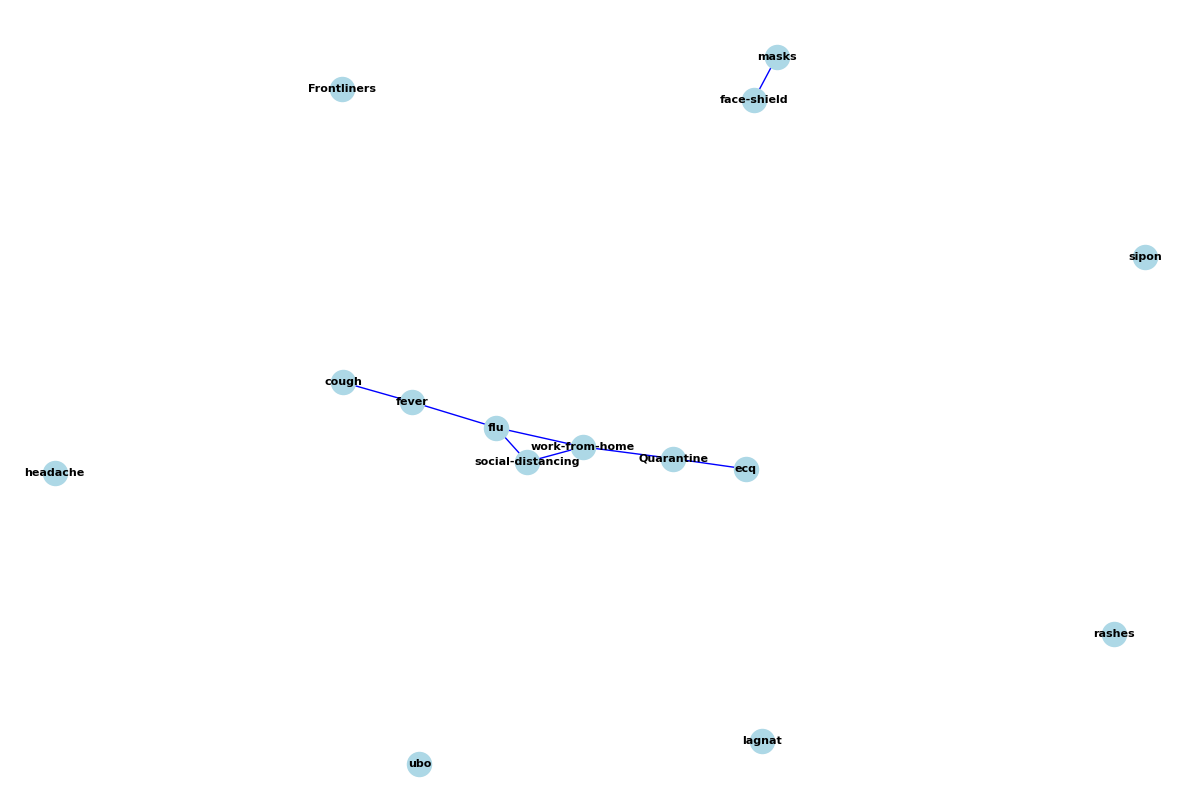 masks
Frontliners
face-shield
sipon
cough
fever
flu
work-from-home
social-distancing
Quarantine
ecq
headache
rashes
lagnat
ubo